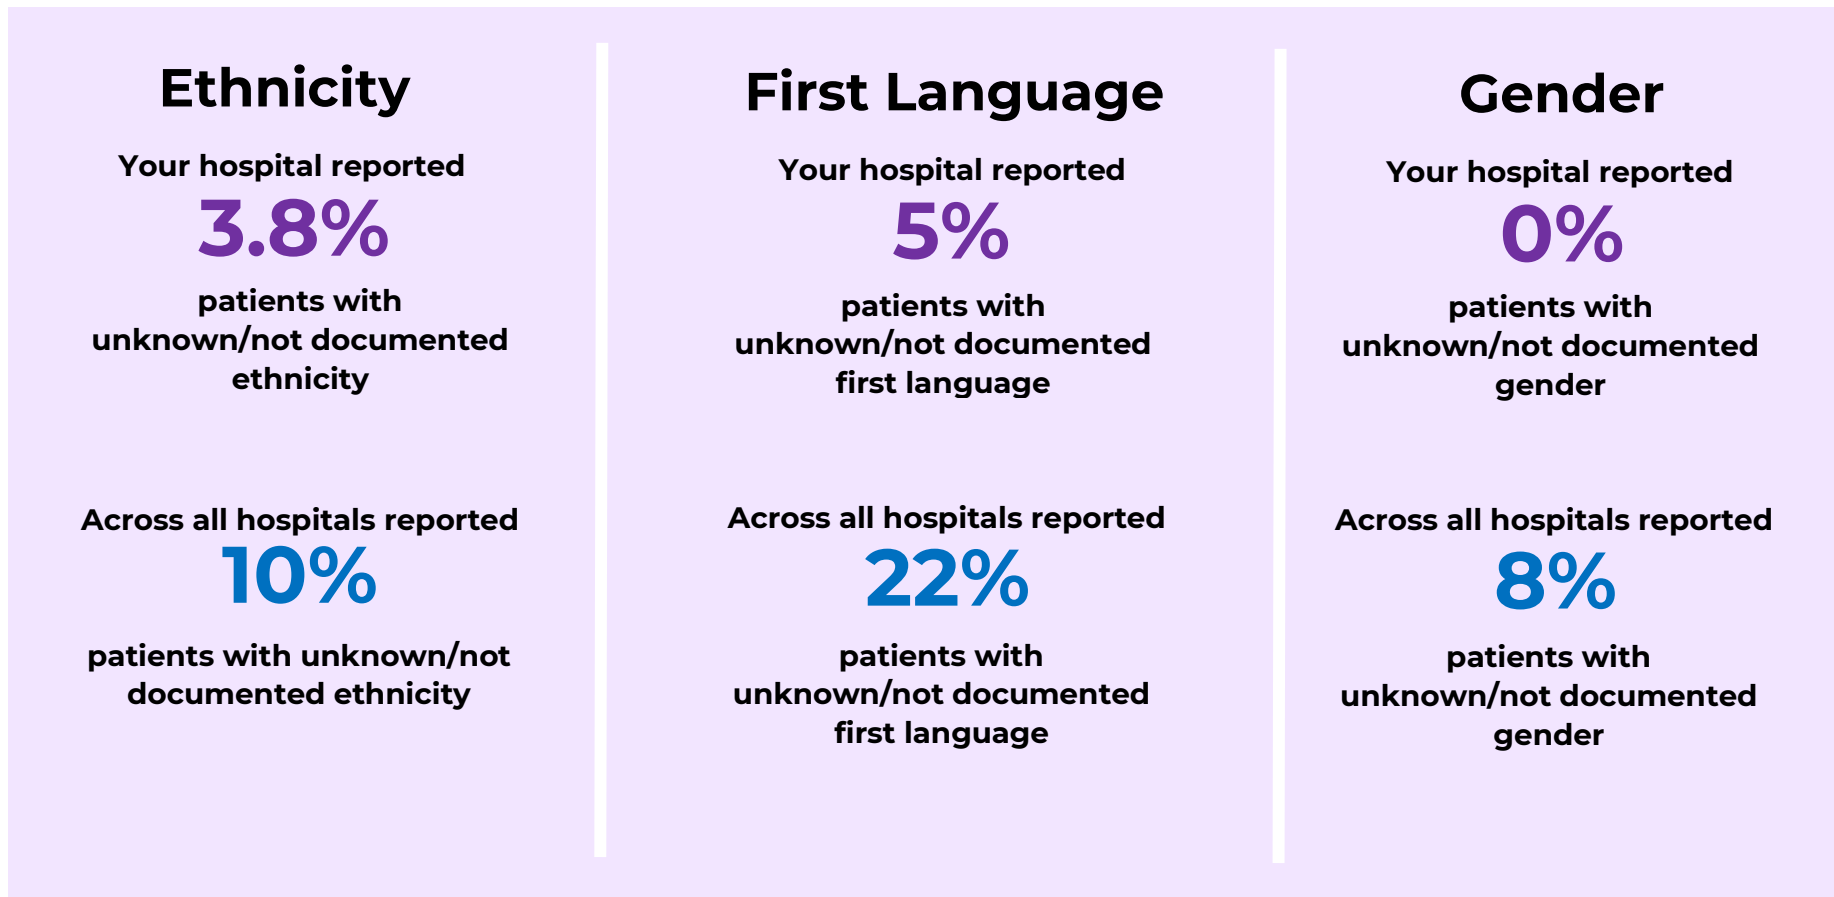 Ethnicity
Your hospital reported
3.8%
patients with
unknown/not documented
ethnicity
Across all hospitals reported
10%
patients with unknown/not
documented ethnicity
First Language
Your hospital reported
5%
patients with
unknown/not documented
first language
Across all hospitals reported
22%
patients with
unknown/not documented
first language
Gender
Your hospital reported
0%
patients with
unknown/not documented
gender
Across all hospitals reported
8%
patients with
unknown/not documented
gender